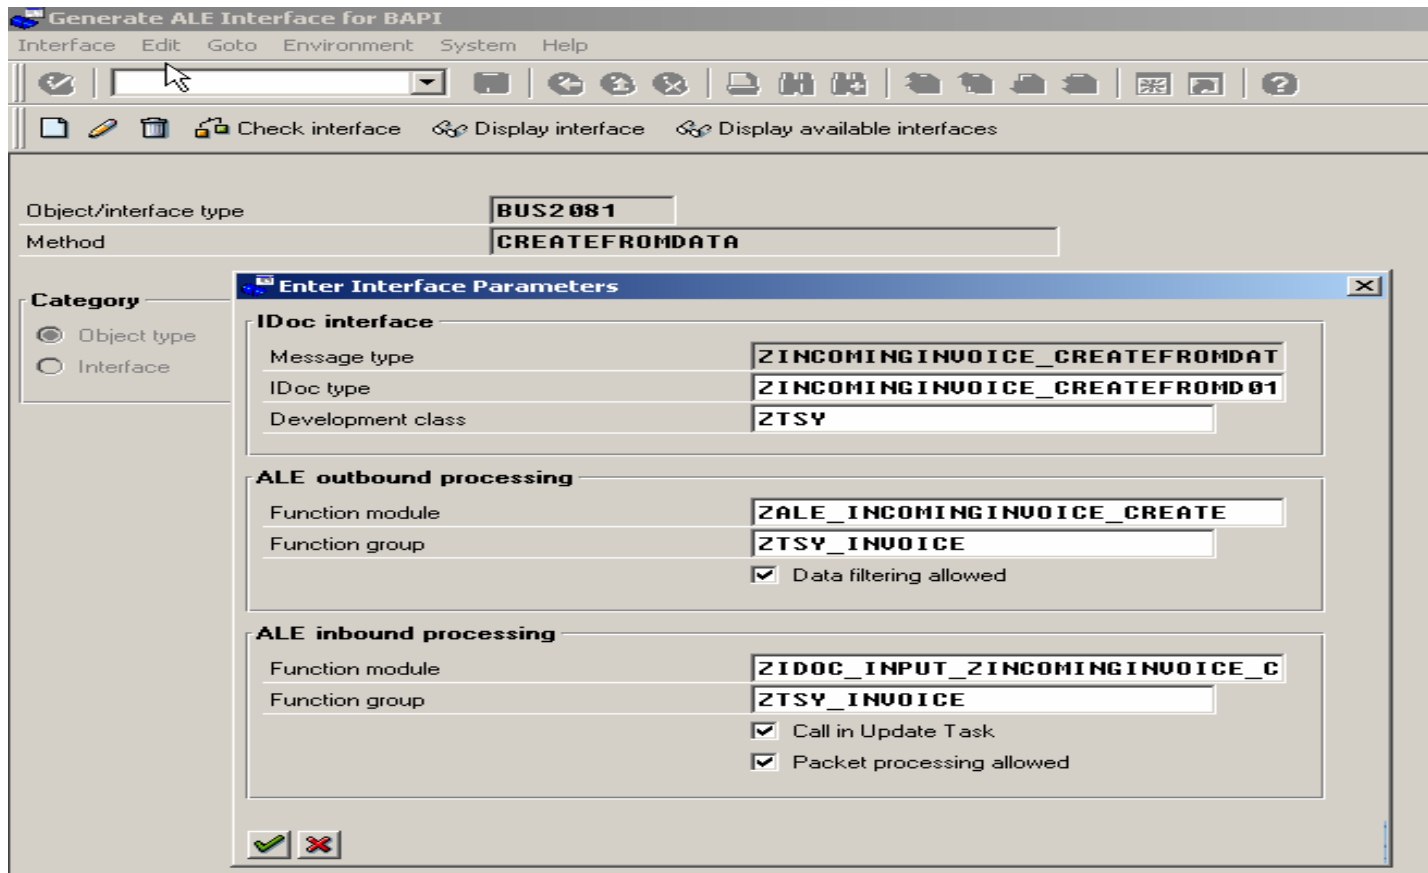 Generate ALE Interface for BAPI
Interface Edit Goto Environment System Help
Check interface Display interface Display available interfaces
Object/interface type BUS2081
Method CREATEFROMDATA
Enter Interface Parameters
Category
Object type
Interface
IDoc interface
Message type ZINCOMINGINVOICE_CREATEFROMDAT
IDoc type ZINCOMINGINVOICE_CREATEFROMD01
Development class ZTSY
ALE outbound processing
Function module ZALE_INCOMINGINVOICE_CREATE
Function group ZTSY_INVOICE
Data filtering allowed
ALE inbound processing
Function module ZIDOC_INPUT_ZINCOMINGINVOICE_C
Function group ZTSY_INVOICE
Call in Update Task
Packet processing allowed